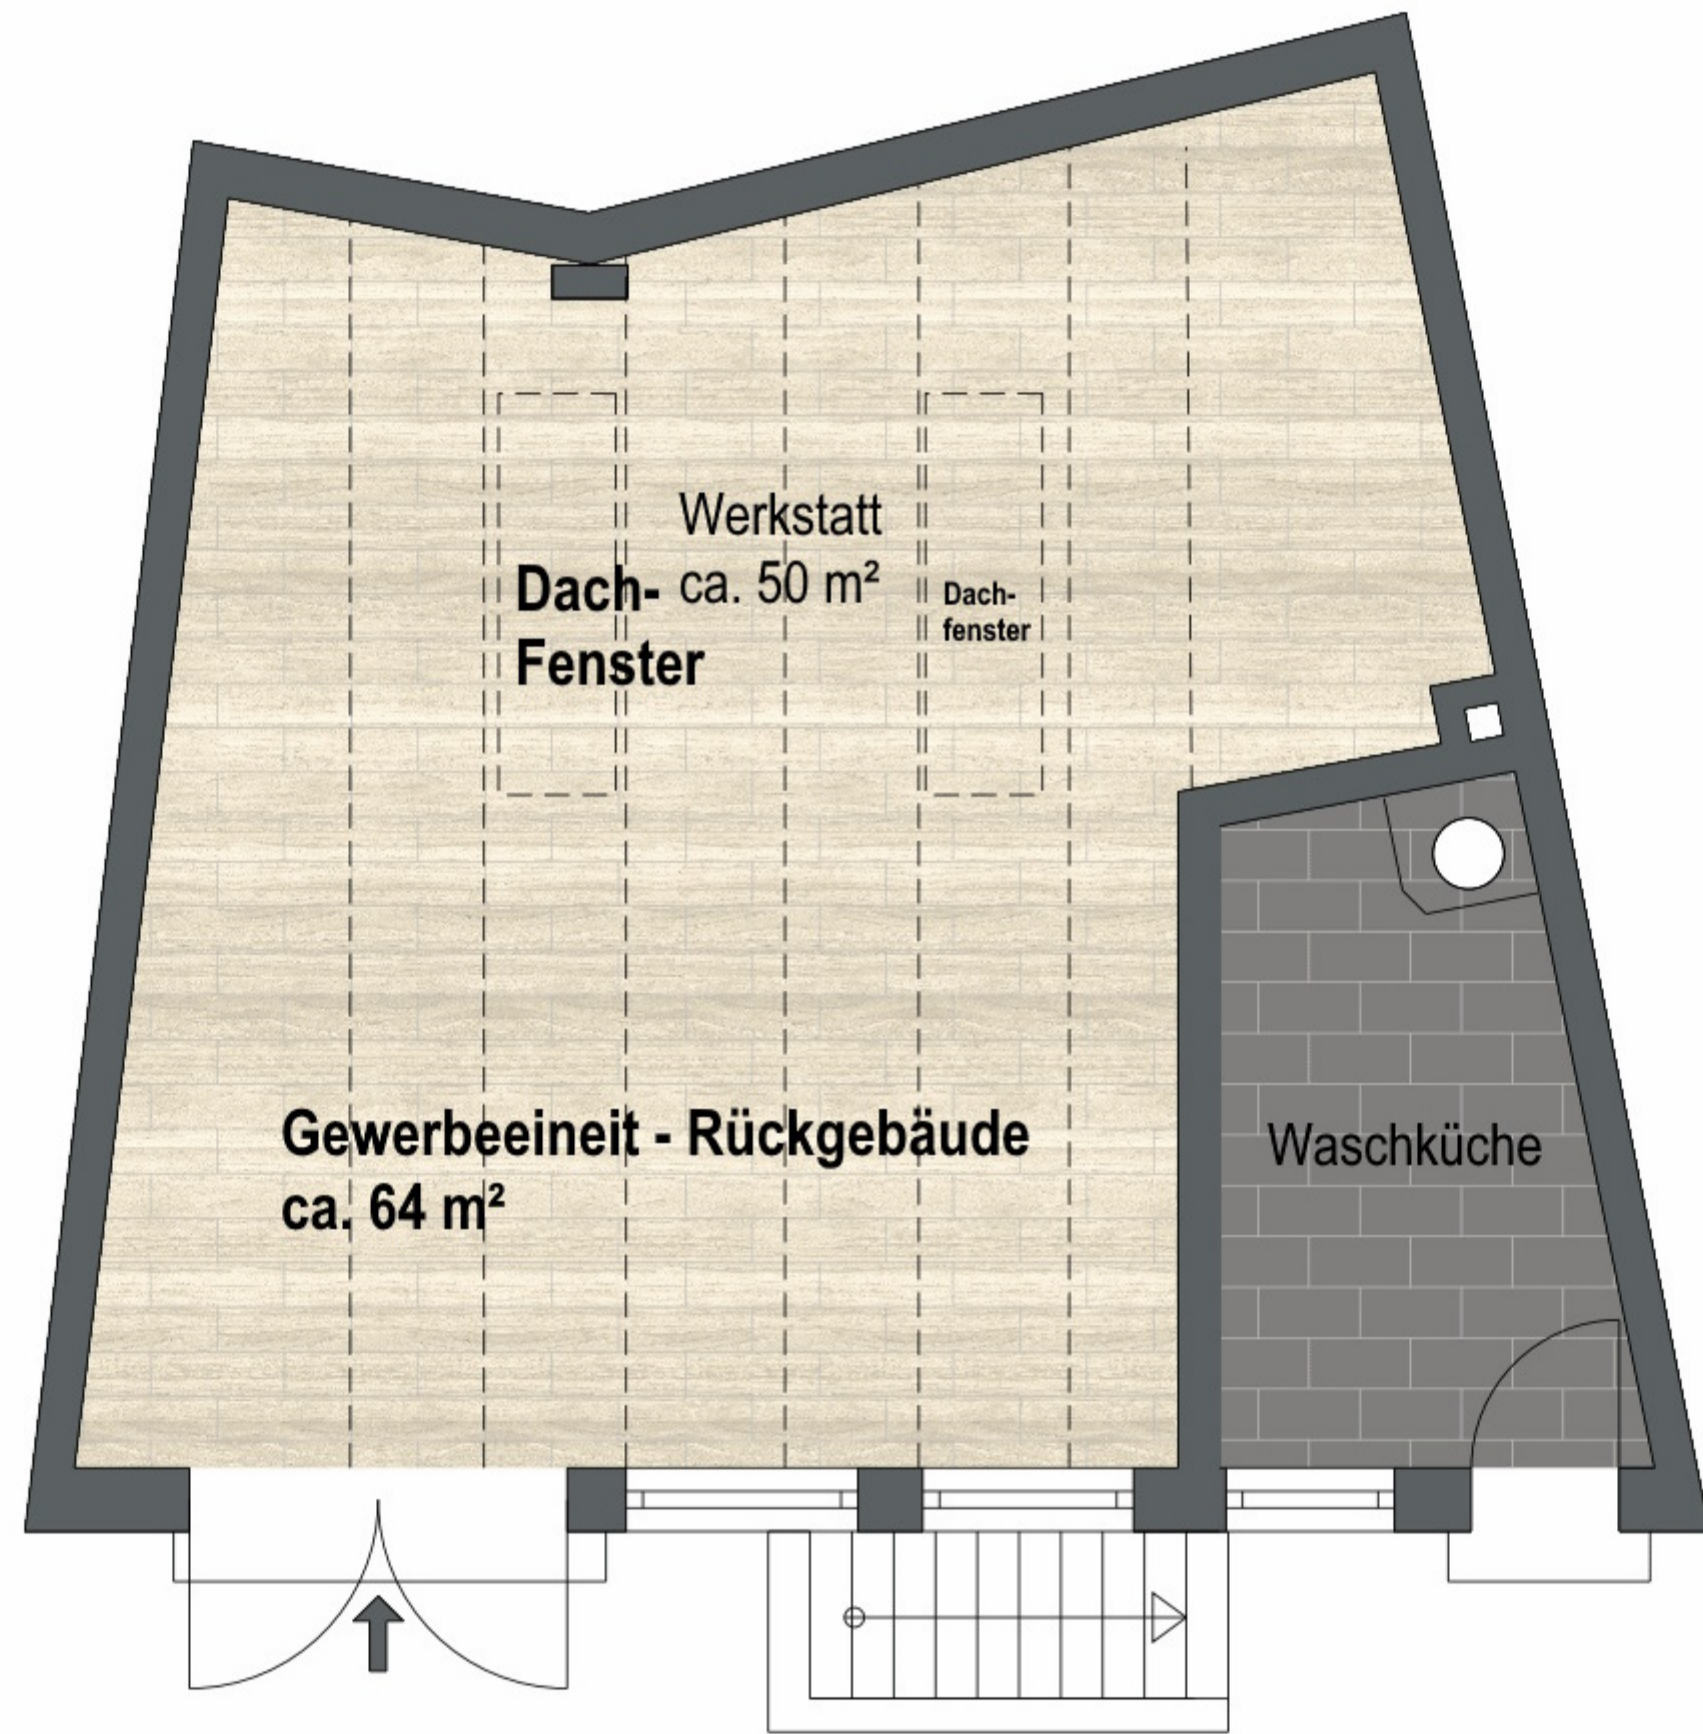 Werkstatt
ca. 50 m²
Dach-
Fenster
Dach-
fenster
Gewerbeeineit - Rückgebäude
ca. 64 m²
Waschküche